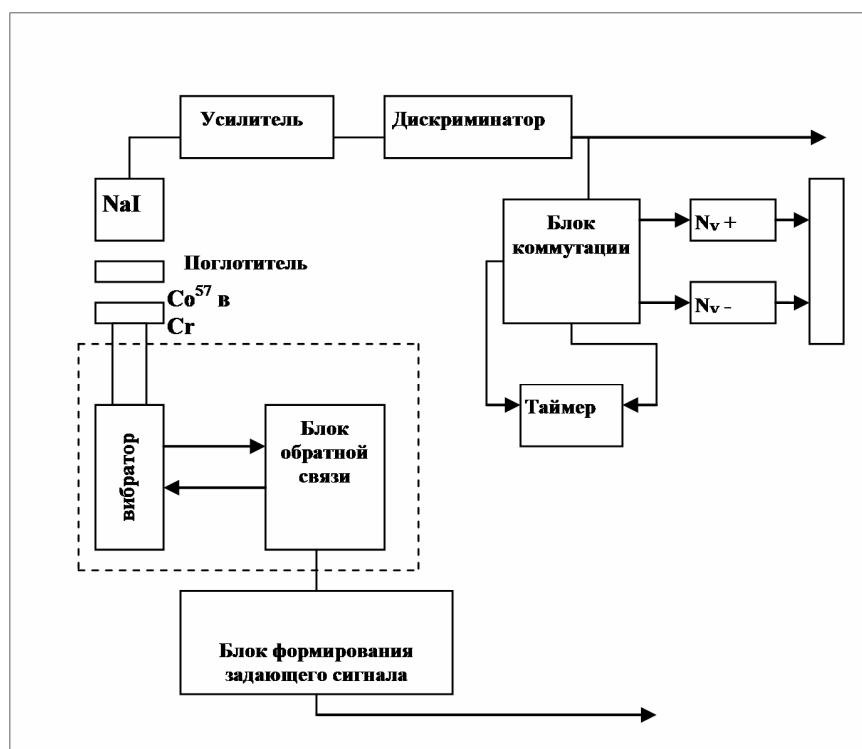 Усилитель
Дискриминатор
NaI
Блок
коммутации
Nᵥ +
Поглотитель
Co⁵⁷ в
Cr
Nᵥ -
Таймер
вибратор
Блок
обратной
связи
Блок формирования
задающего сигнала